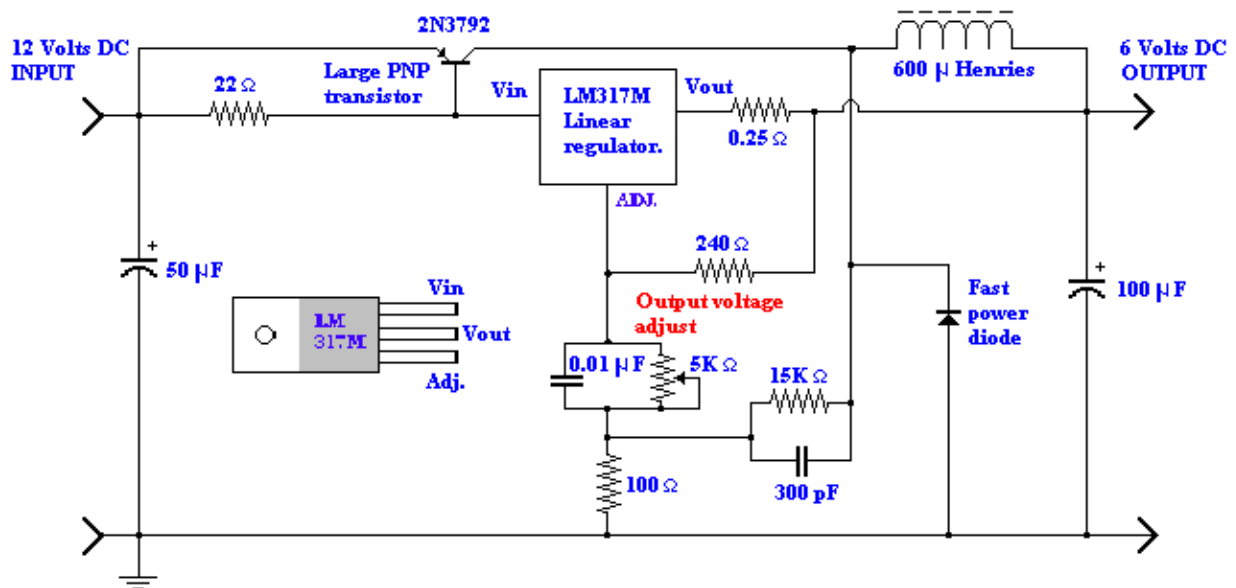 2N3792
12 Volts DC
INPUT
6 Volts DC
OUTPUT
600 μ Henries
22 Ω
Large PNP
transistor
Vin
LM317M
Linear
regulator.
Vout
0.25 Ω
ADJ.
240 Ω
50 μF
+
Vin
LM
317M
Vout
Adj.
Output voltage
adjust
0.01 μF
5K Ω
15K Ω
300 pF
100 Ω
Fast
power
diode
+
100 μF